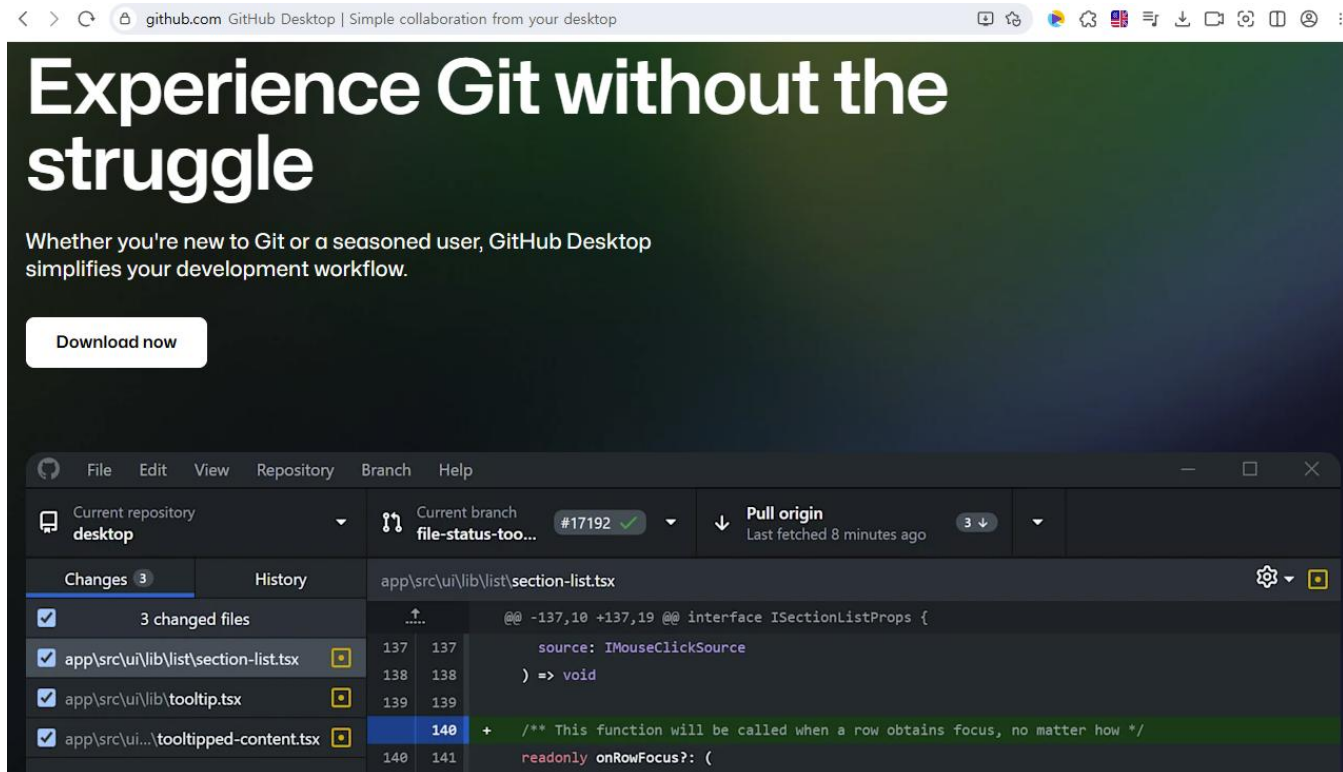 github.com GitHub Desktop | Simple collaboration from your desktop
Experience Git without the
struggle
Whether you're new to Git or a seasoned user, GitHub Desktop
simplifies your development workflow.
Download now
File Edit View Repository Branch Help
Current repository
desktop
Current branch
file-status-too...
#17192
Pull origin
Last fetched 8 minutes ago
3
Changes 3 History
app\src\ui\lib\list\section-list.tsx
3 changed files
@@ -137,10 +137,19 @@ interface ISectionListProps {
app\src\ui\lib\list\section-list.tsx
137 137 source: IMouseClickSource
138 138 ) => void
app\src\ui\lib\tooltip.tsx
139 139
140 + /** This function will be called when a row obtains focus, no matter how */
app\src\ui...\tooltipped-content.tsx
140 141 readonly onRowFocus?: (